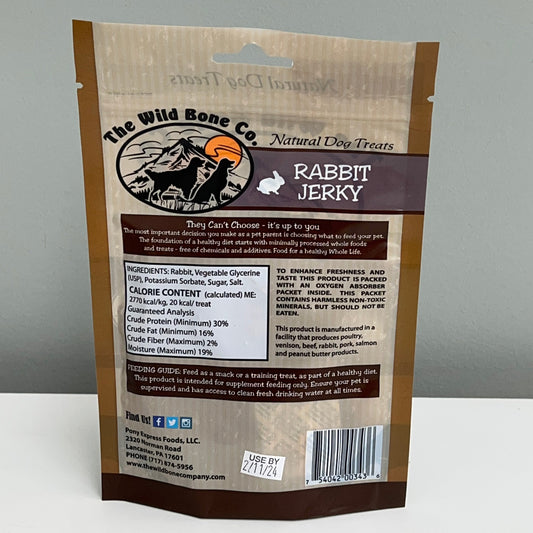 Natural Dog Treats
The Wild Bone Co.
Natural Dog Treats
RABBIT
JERKY
They Can't Choose - it's up to you
The most important decision you make as a pet parent is choosing what to feed your pet.
The foundation of a healthy diet starts with minimally processed whole foods
and treats - free of chemicals and additives. Food for a healthy Whole Life.
INGREDIENTS: Rabbit, Vegetable Glycerine
(USP), Potassium Sorbate, Sugar, Salt.
CALORIE CONTENT (calculated) ME:
2770 kcal/kg, 20 kcal/ treat
Guaranteed Analysis
Crude Protein (Minimum) 30%
Crude Fat (Minimum) 16%
Crude Fiber (Maximum) 2%
Moisture (Maximum) 19%
TO ENHANCE FRESHNESS AND
TASTE THIS PRODUCT IS PACKED
WITH AN OXYGEN ABSORBER
PACKET INSIDE. THIS PACKET
CONTAINS HARMLESS NON-TOXIC
MINERALS, BUT SHOULD NOT BE
EATEN.
This product is manufactured in a
facility that produces poultry,
venison, beef, rabbit, pork, salmon
and peanut butter products.
FEEDING GUIDE: Feed as a snack or a training treat, as part of a healthy diet.
This product is intended for supplement feeding only. Ensure your pet is
supervised and has access to clean fresh drinking water at all times.
Find Us!
Pony Express Foods, LLC.
2320 Norman Road
Lancaster, PA 17601
PHONE (717) 874-5956
www.thewildbonecompany.com
USE BY
2/11/24
7 54042 00343 6